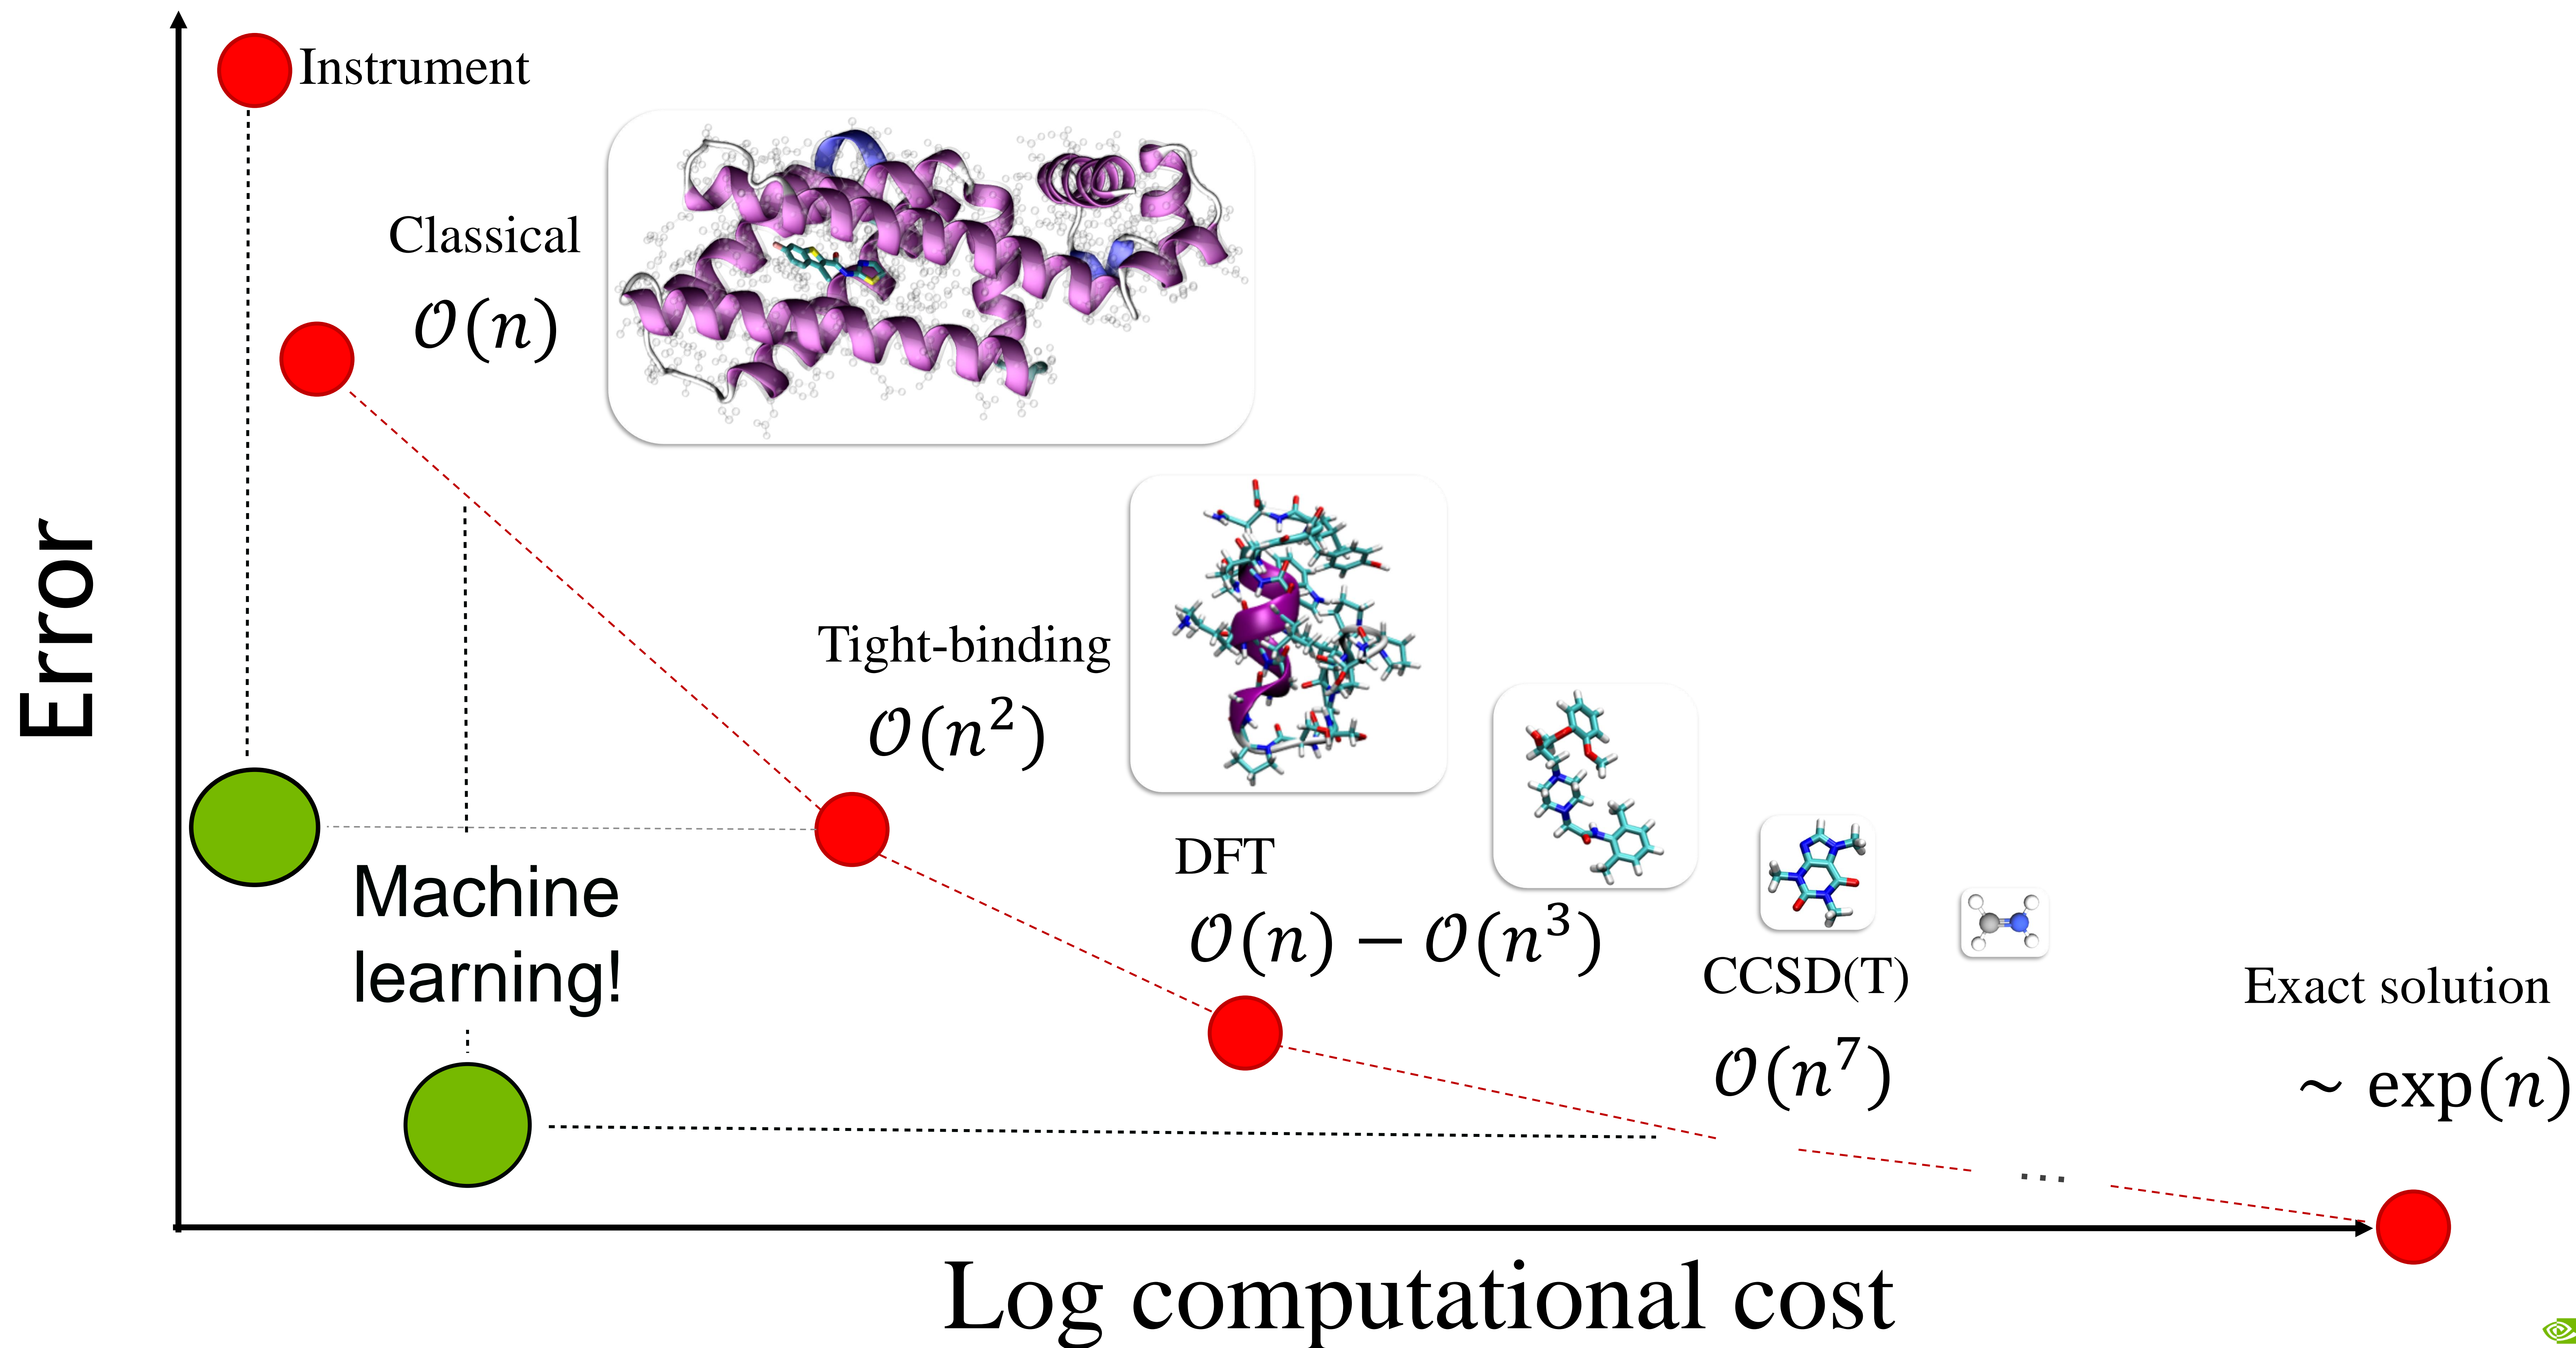 Instrument
Classical
𝒪(n)
Error
Tight-binding
𝒪(n²)
Machine
learning!
DFT
𝒪(n) − 𝒪(n³)
CCSD(T)
𝒪(n⁷)
Exact solution
~ exp(n)
...
Log computational cost